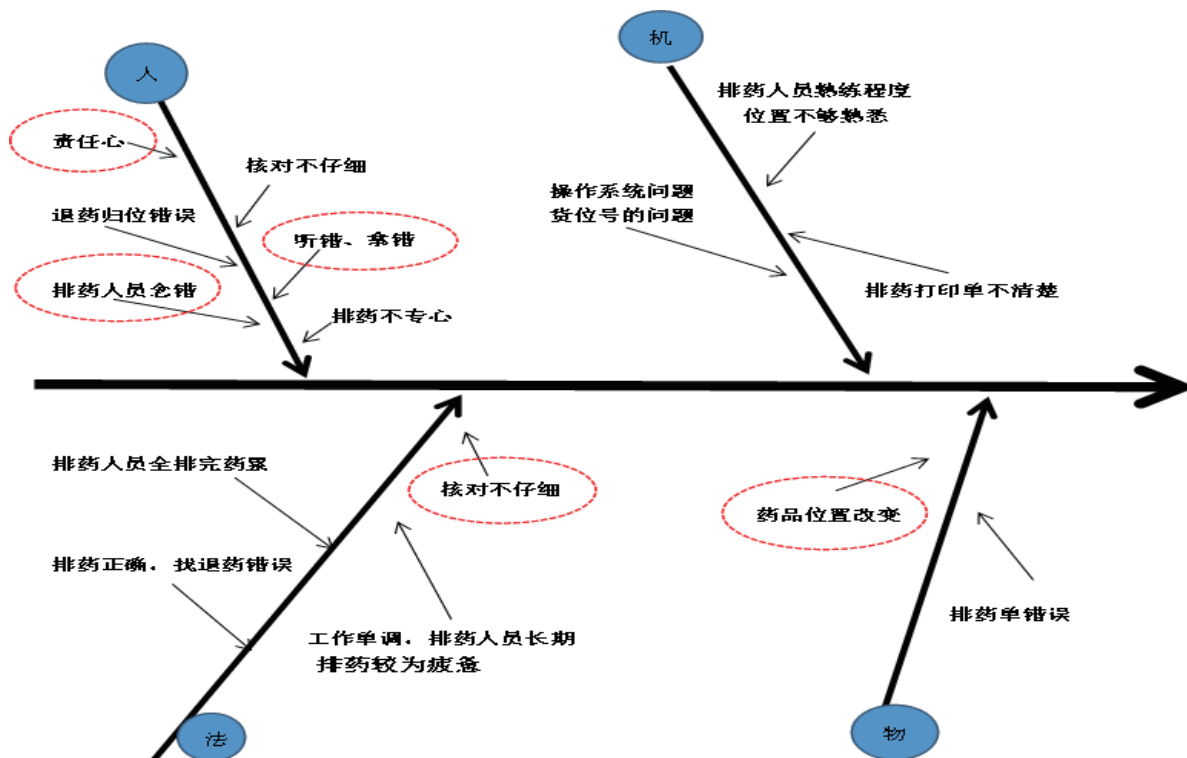 人
机
责任心
核对不仔细
退药归位错误
听错、拿错
排药人员念错
排药不专心
排药人员熟练程度
位置不够熟悉
操作系统问题
货位号的问题
排药打印单不清楚
排药人员全排完药累
核对不仔细
排药正确，找退药错误
工作单调，排药人员长期
排药较为疲惫
法
药品位置改变
排药单错误
物